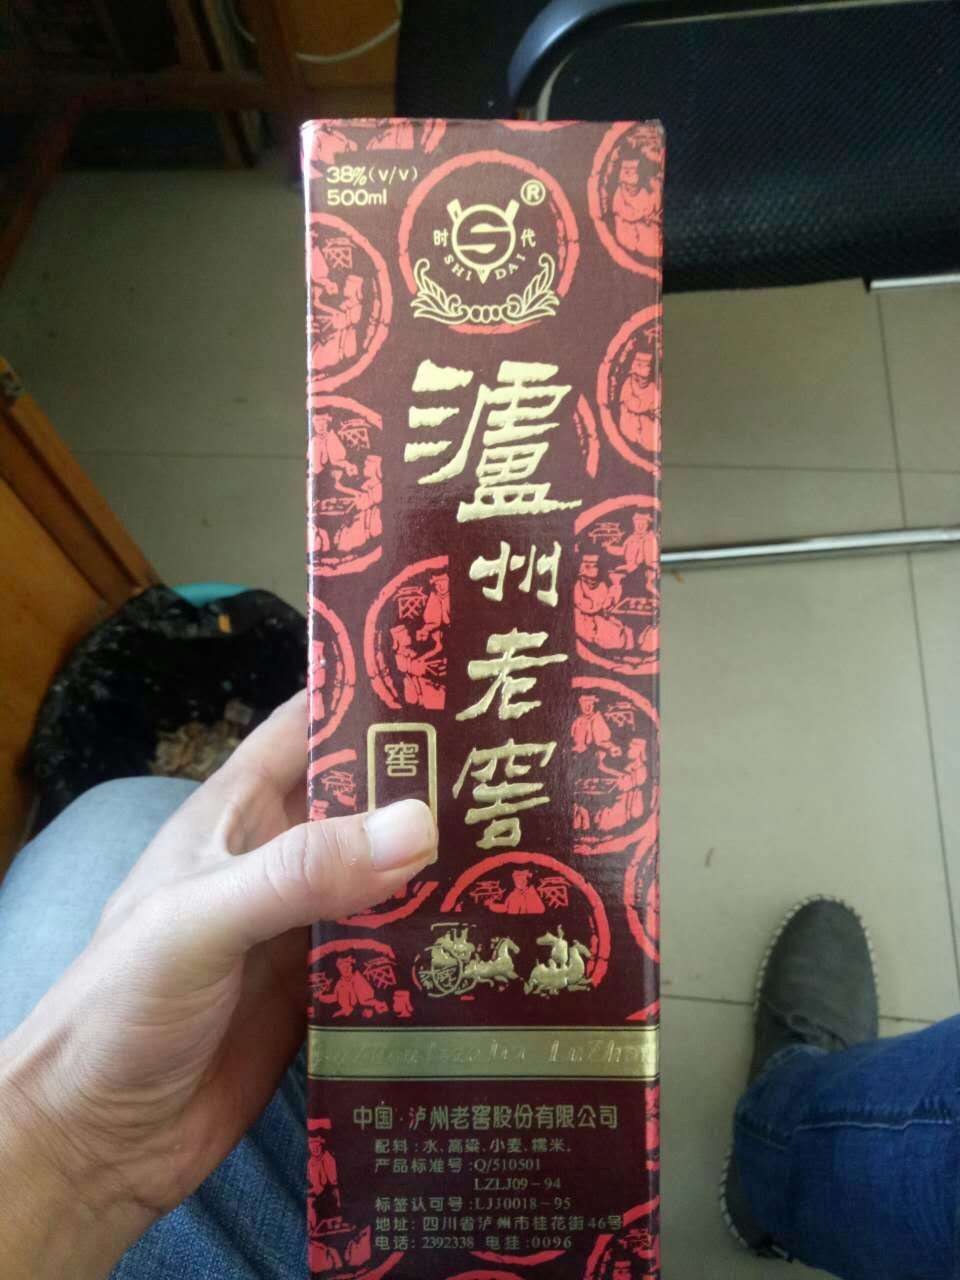 38%(v/v)
500ml
®
时 S 代
SHI DAI
瀘
州
老
窖
窖
中国·泸州老窖股份有限公司
配料:水、高粱、小麦、糯米。
产品标准号:Q/510501
LZLJ09-94
标签认可号:LJJ0018-95
地址:四川省泸州市桂花街46号
电话:2392338 电挂:0096